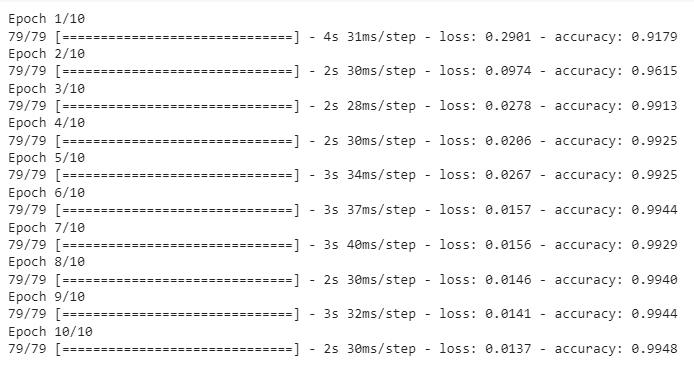 Epoch 1/10
79/79 [==============================] - 4s 31ms/step - loss: 0.2901 - accuracy: 0.9179
Epoch 2/10
79/79 [==============================] - 2s 30ms/step - loss: 0.0974 - accuracy: 0.9615
Epoch 3/10
79/79 [==============================] - 2s 28ms/step - loss: 0.0278 - accuracy: 0.9913
Epoch 4/10
79/79 [==============================] - 2s 30ms/step - loss: 0.0206 - accuracy: 0.9925
Epoch 5/10
79/79 [==============================] - 3s 34ms/step - loss: 0.0267 - accuracy: 0.9925
Epoch 6/10
79/79 [==============================] - 3s 37ms/step - loss: 0.0157 - accuracy: 0.9944
Epoch 7/10
79/79 [==============================] - 3s 40ms/step - loss: 0.0156 - accuracy: 0.9929
Epoch 8/10
79/79 [==============================] - 2s 30ms/step - loss: 0.0146 - accuracy: 0.9940
Epoch 9/10
79/79 [==============================] - 3s 32ms/step - loss: 0.0141 - accuracy: 0.9944
Epoch 10/10
79/79 [==============================] - 2s 30ms/step - loss: 0.0137 - accuracy: 0.9948